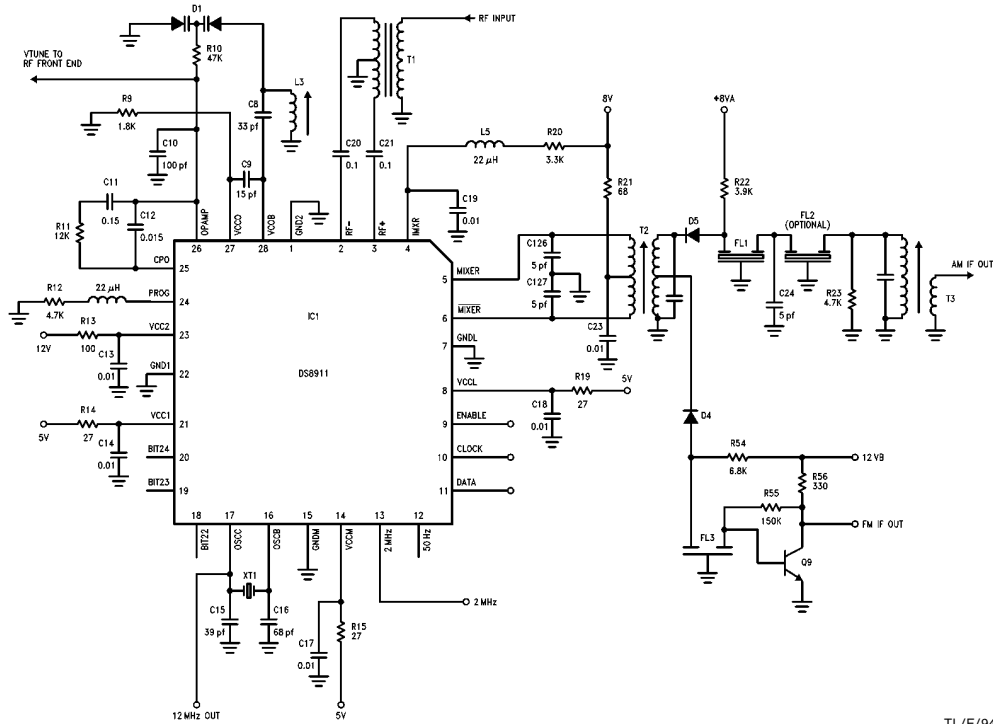 D1
RF INPUT
VTUNE TO
RF FRONT END
R10
47K
T1
L3
R9
1.8K
C8
33 pf
8V
+8VA
C10
100 pf
C9
15 pf
C20
0.1
C21
0.1
L5
22 μH
R20
3.3K
C11
0.15
C12
0.015
R11
12K
C19
0.01
R21
68
R22
3.9K
OPAMP
VCCO
VCOB
GND2
RF-
RF+
IMXR
26
27
28
1
2
3
4
T2
D5
FL1
FL2
(OPTIONAL)
CPO
25
5
MIXER
C126
5 pf
C127
5 pf
AM IF OUT
R12
4.7K
22 μH
PROG
24
IC1
6
MIXER
C24
5 pf
R23
4.7K
T3
12V
R13
100
VCC2
23
7
GNDL
C23
0.01
C13
0.01
GND1
22
DS8911
8
VCCL
R19
27
5V
5V
R14
27
VCC1
21
9
ENABLE
C18
0.01
D4
C14
0.01
BIT24
20
10
CLOCK
R54
6.8K
12 VB
BIT23
19
11
DATA
R56
330
R55
150K
FM IF OUT
18
17
16
15
14
13
12
BIT22
OSCC
OSCB
GNDM
VCCM
2 MHz
50 Hz
FL3
Q9
XT1
2 MHz
C15
39 pf
C16
68 pf
C17
0.01
R15
27
12 MHz OUT
5V